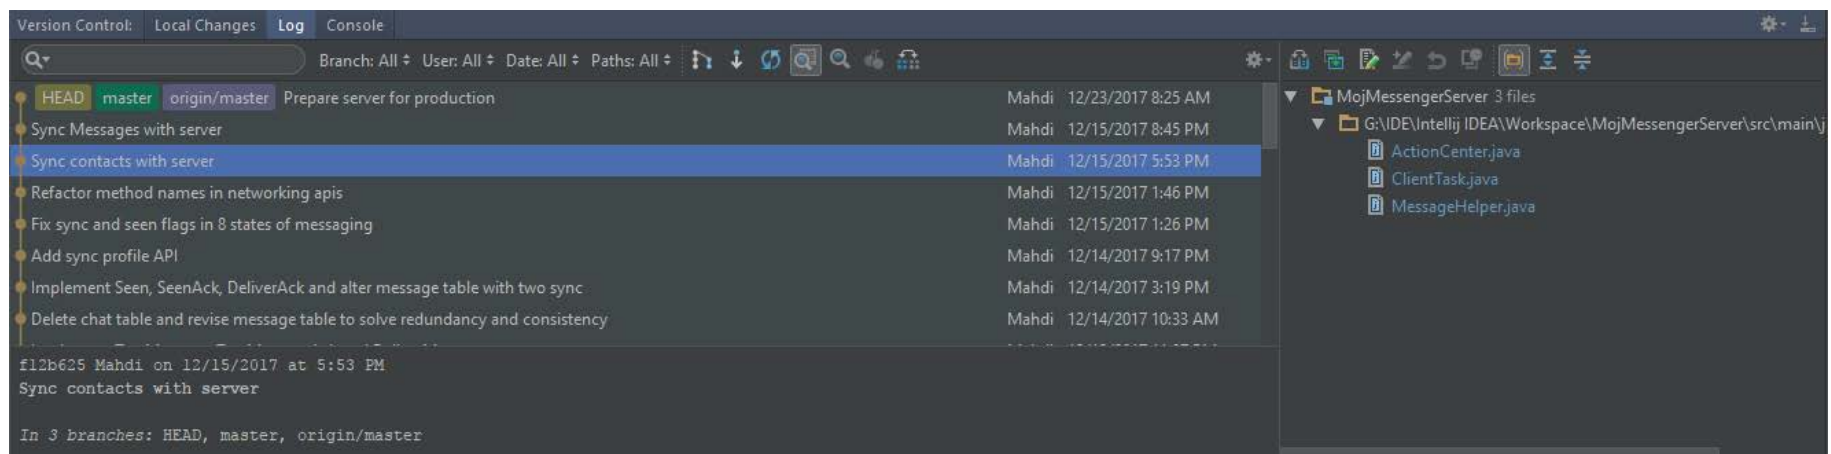 Version Control: Local Changes Log Console
Branch: All User: All Date: All Paths: All
HEAD master origin/master Prepare server for production Mahdi 12/23/2017 8:25 AM
Sync Messages with server Mahdi 12/15/2017 8:45 PM
Sync contacts with server Mahdi 12/15/2017 5:53 PM
Refactor method names in networking apis Mahdi 12/15/2017 1:46 PM
Fix sync and seen flags in 8 states of messaging Mahdi 12/15/2017 1:26 PM
Add sync profile API Mahdi 12/14/2017 9:17 PM
Implement Seen, SeenAck, DeliverAck and alter message table with two sync Mahdi 12/14/2017 3:19 PM
Delete chat table and revise message table to solve redundancy and consistency Mahdi 12/14/2017 10:33 AM
f12b625 Mahdi on 12/15/2017 at 5:53 PM
Sync contacts with server
In 3 branches: HEAD, master, origin/master
MojMessengerServer 3 files
G:\IDE\Intellij IDEA\Workspace\MojMessengerServer\src\main\j
ActionCenter.java
ClientTask.java
MessageHelper.java